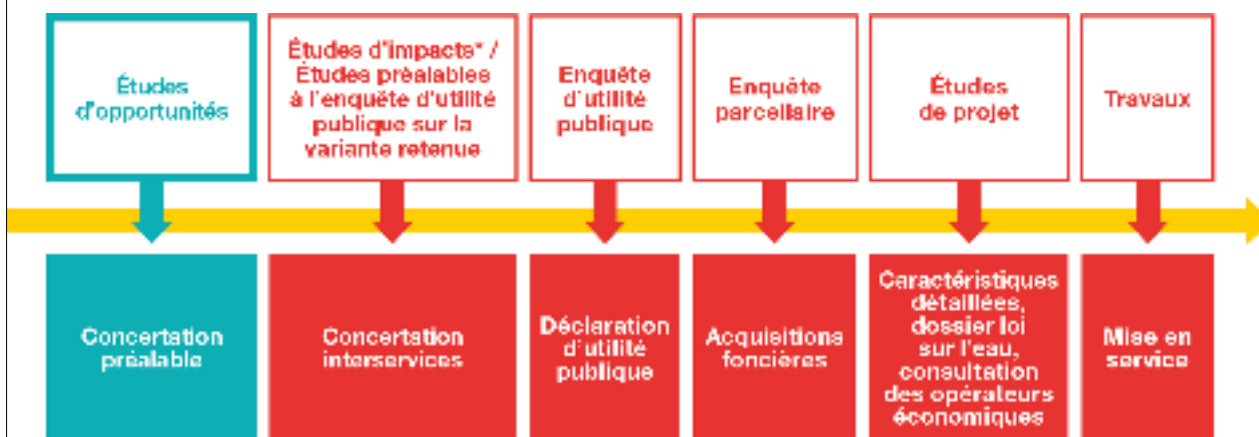 Études
d'opportunités
Études d'impacts* /
Études préalables
à l'enquête d'utilité
publique sur la
variante retenue
Enquête
d'utilité
publique
Enquête
parcellaire
Études
de projet
Travaux
Concertation
préalable
Concertation
interservices
Déclaration
d'utilité
publique
Acquisitions
foncières
Caractéristiques
détaillées,
dossier loi
sur l'eau,
consultation
des opérateurs
économiques
Mise en
service